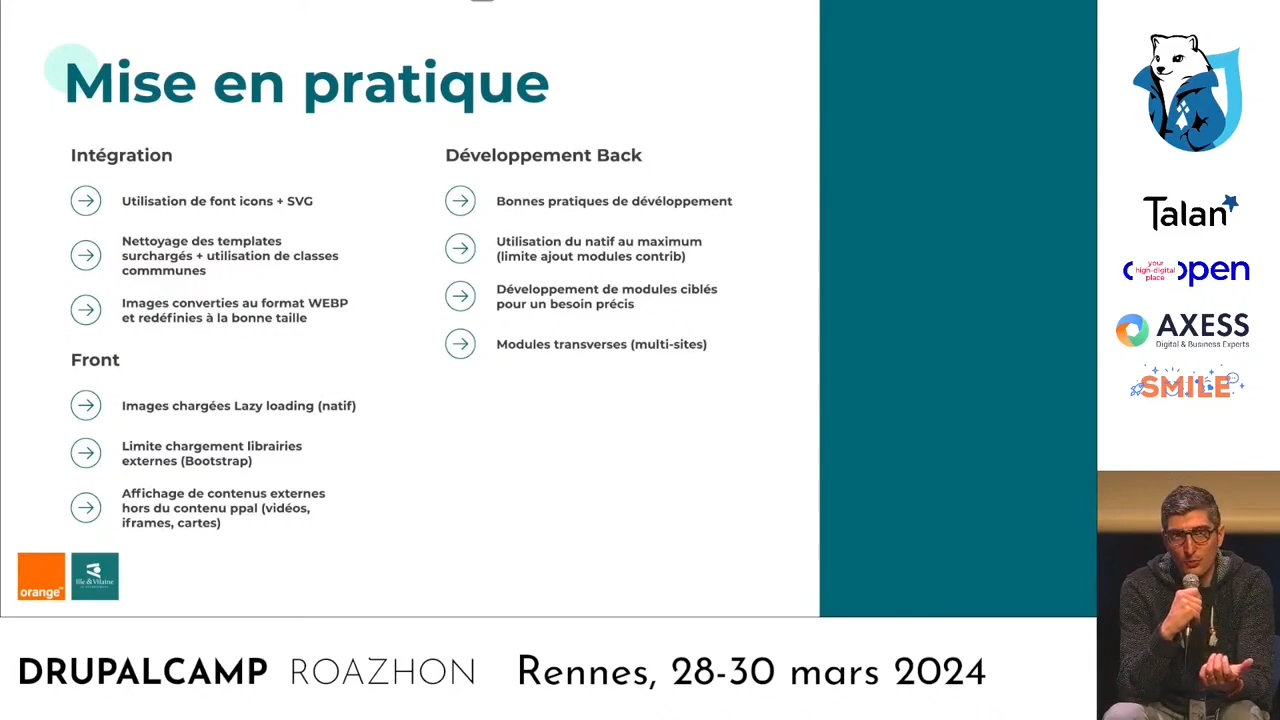 Mise en pratique
Intégration
Utilisation de font icons + SVG
Nettoyage des templates
surchargés + utilisation de classes
commmunes
Images converties au format WEBP
et redéfinies à la bonne taille
Front
Images chargées Lazy loading (natif)
Limite chargement librairies
externes (Bootstrap)
Affichage de contenus externes
hors du contenu ppal (vidéos,
iframes, cartes)
Développement Back
Bonnes pratiques de dévéloppement
Utilisation du natif au maximum
(limite ajout modules contrib)
Développement de modules ciblés
pour un besoin précis
Modules transverses (multi-sites)
orange™
Ille & Vilaine
Talan
your
high-digital
place
open
AXESS
Digital & Business Experts
SMILE
DRUPALCAMP ROAZHON Rennes, 28-30 mars 2024